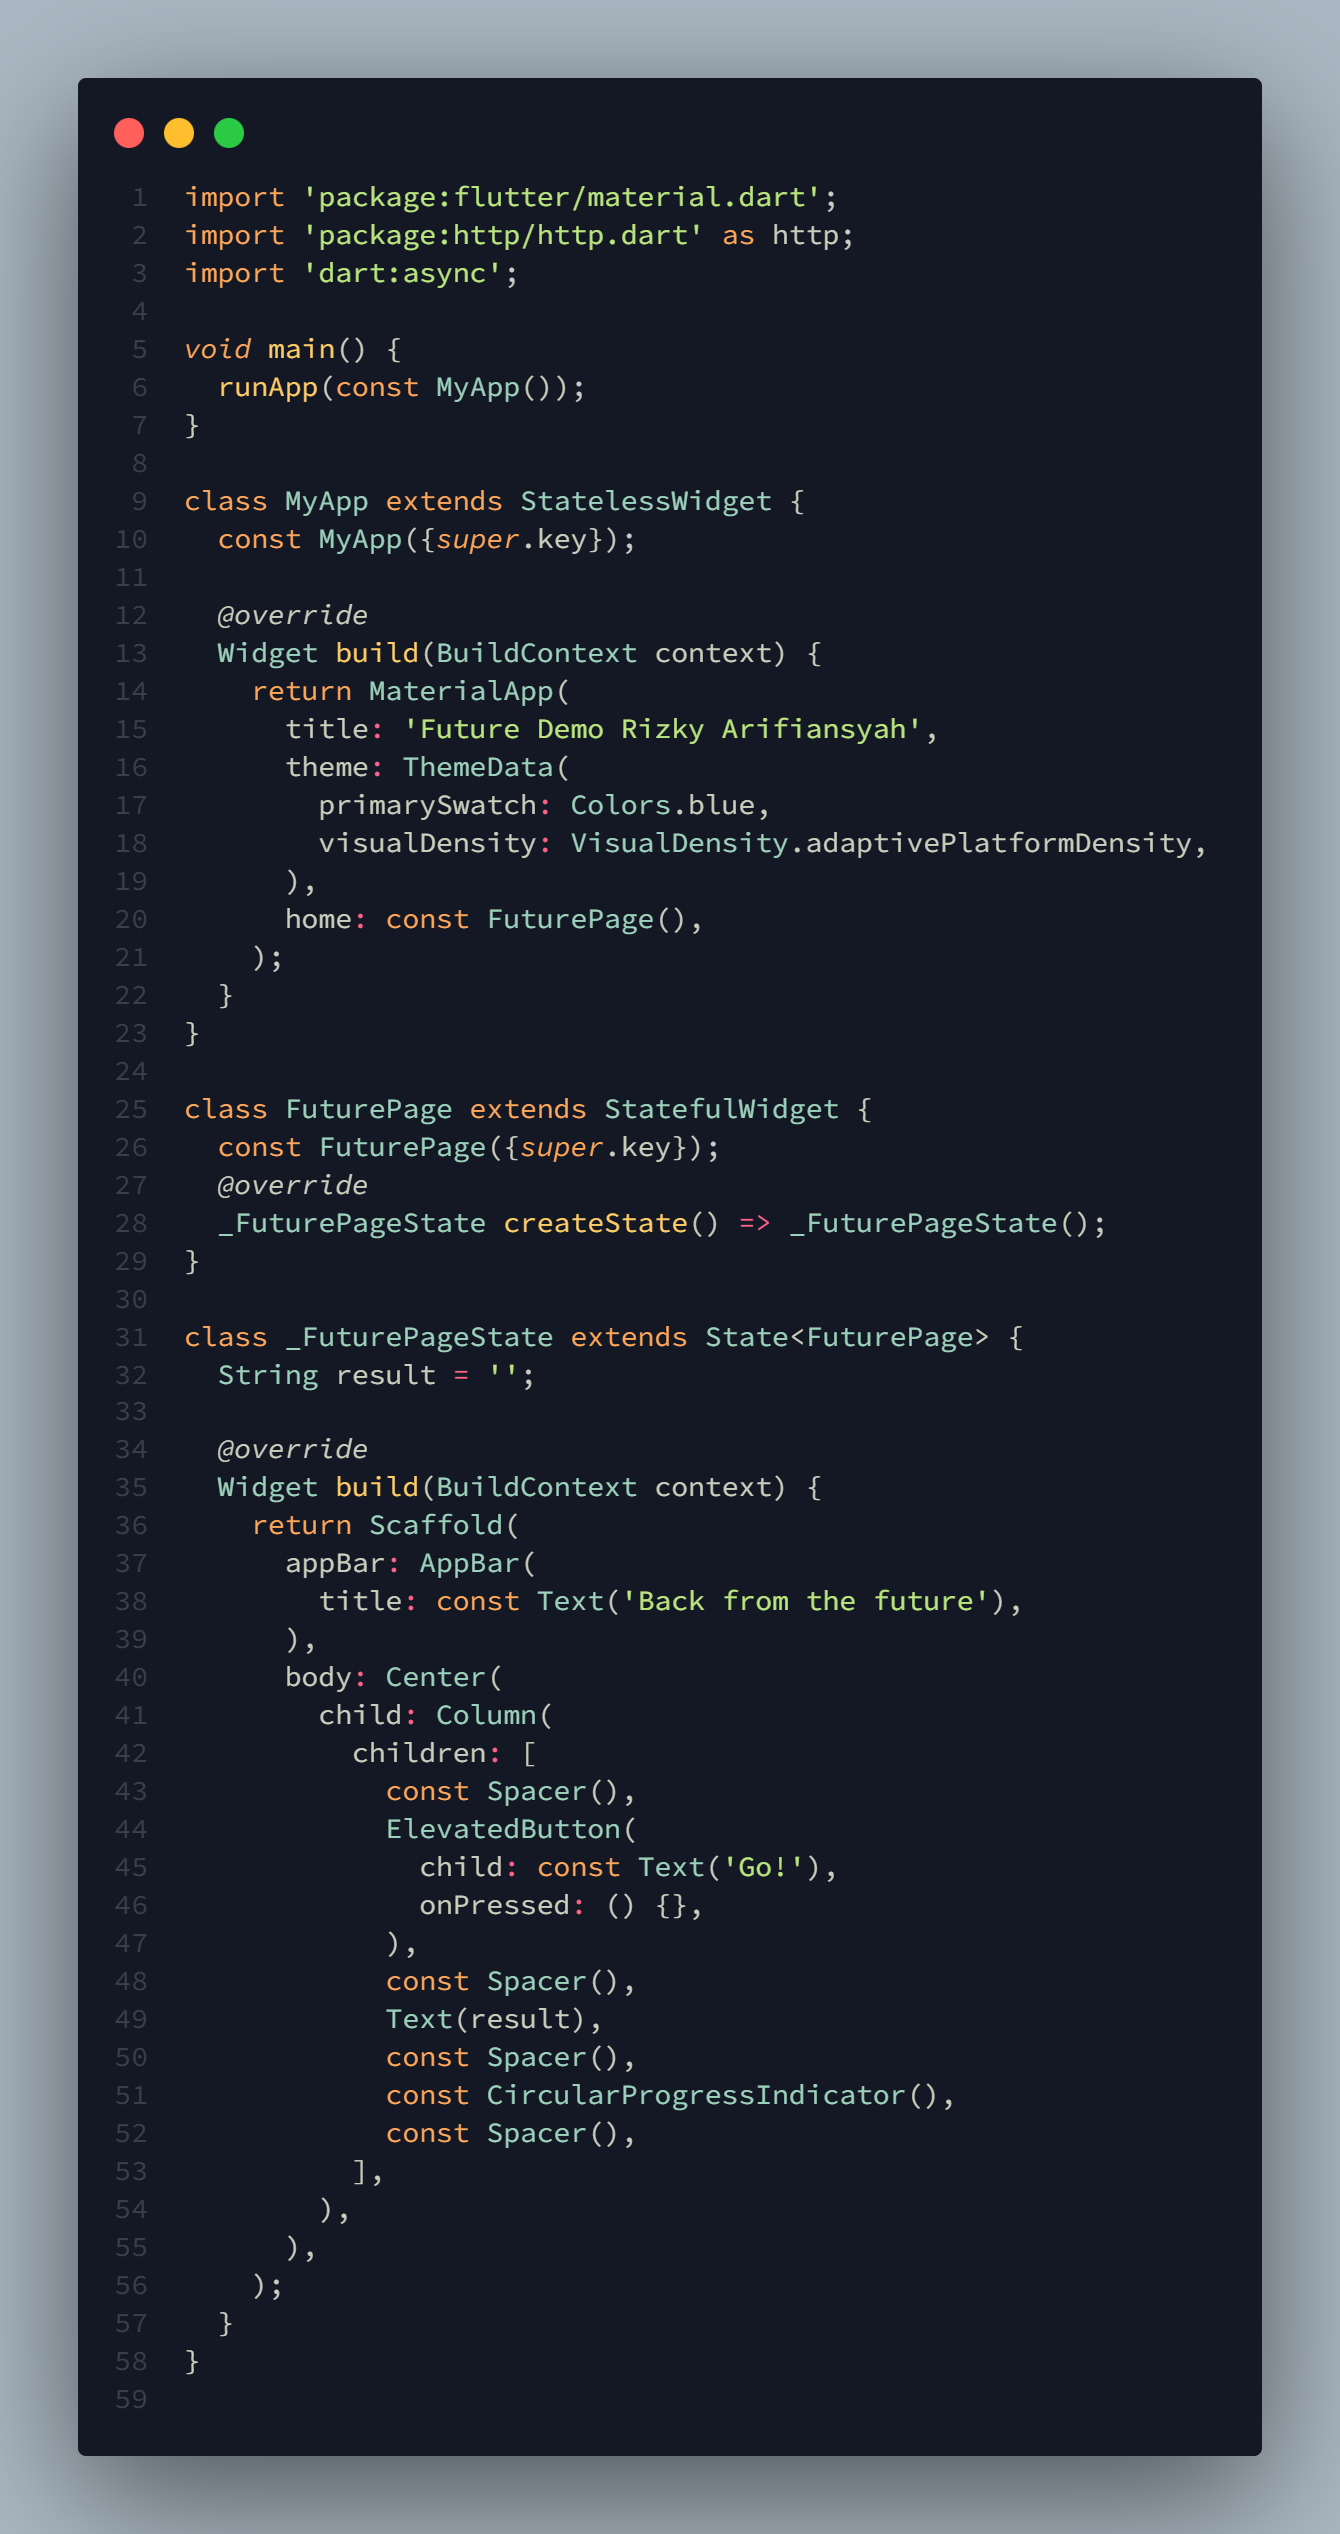 1 import 'package:flutter/material.dart';
2 import 'package:http/http.dart' as http;
3 import 'dart:async';
4
5 void main() {
6   runApp(const MyApp());
7 }
8
9 class MyApp extends StatelessWidget {
10   const MyApp({super.key});
11
12   @override
13   Widget build(BuildContext context) {
14     return MaterialApp(
15       title: 'Future Demo Rizky Arifiansyah',
16       theme: ThemeData(
17         primarySwatch: Colors.blue,
18         visualDensity: VisualDensity.adaptivePlatformDensity,
19       ),
20       home: const FuturePage(),
21     );
22   }
23 }
24
25 class FuturePage extends StatefulWidget {
26   const FuturePage({super.key});
27   @override
28   _FuturePageState createState() => _FuturePageState();
29 }
30
31 class _FuturePageState extends State<FuturePage> {
32   String result = '';
33
34   @override
35   Widget build(BuildContext context) {
36     return Scaffold(
37       appBar: AppBar(
38         title: const Text('Back from the future'),
39       ),
40       body: Center(
41         child: Column(
42           children: [
43             const Spacer(),
44             ElevatedButton(
45               child: const Text('Go!'),
46               onPressed: () {},
47             ),
48             const Spacer(),
49             Text(result),
50             const Spacer(),
51             const CircularProgressIndicator(),
52             const Spacer(),
53           ],
54         ),
55       ),
56     );
57   }
58 }
59